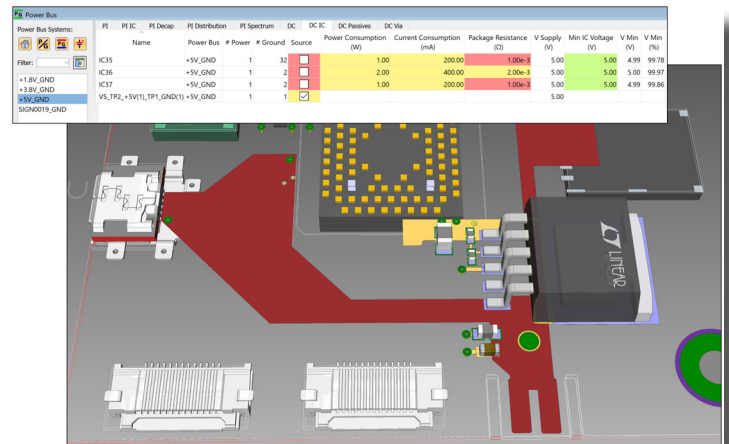 Power Bus
Power Bus Systems:
Filter:
+1.8V_GND
+3.8V_GND
+5V_GND
SIGN0019_GND
PI PI IC PI Decap PI Distribution PI Spectrum DC DC IC DC Passives DC Via
Name Power Bus # Power # Ground Source Power Consumption (W) Current Consumption (mA) Package Resistance (Ω) V Supply (V) Min IC Voltage (V) V Min (V) V Min (%)
IC35 +5V_GND 1 32 1.00 200.00 1.00e-3 5.00 5.00 4.99 99.78
IC36 +5V_GND 1 2 2.00 400.00 2.00e-3 5.00 5.00 5.00 99.97
IC37 +5V_GND 1 2 1.00 200.00 1.00e-3 5.00 5.00 4.99 99.86
VS_TP2_+5V(1)_TP1_GND(1) +5V_GND 1 1 5.00
LINEAR